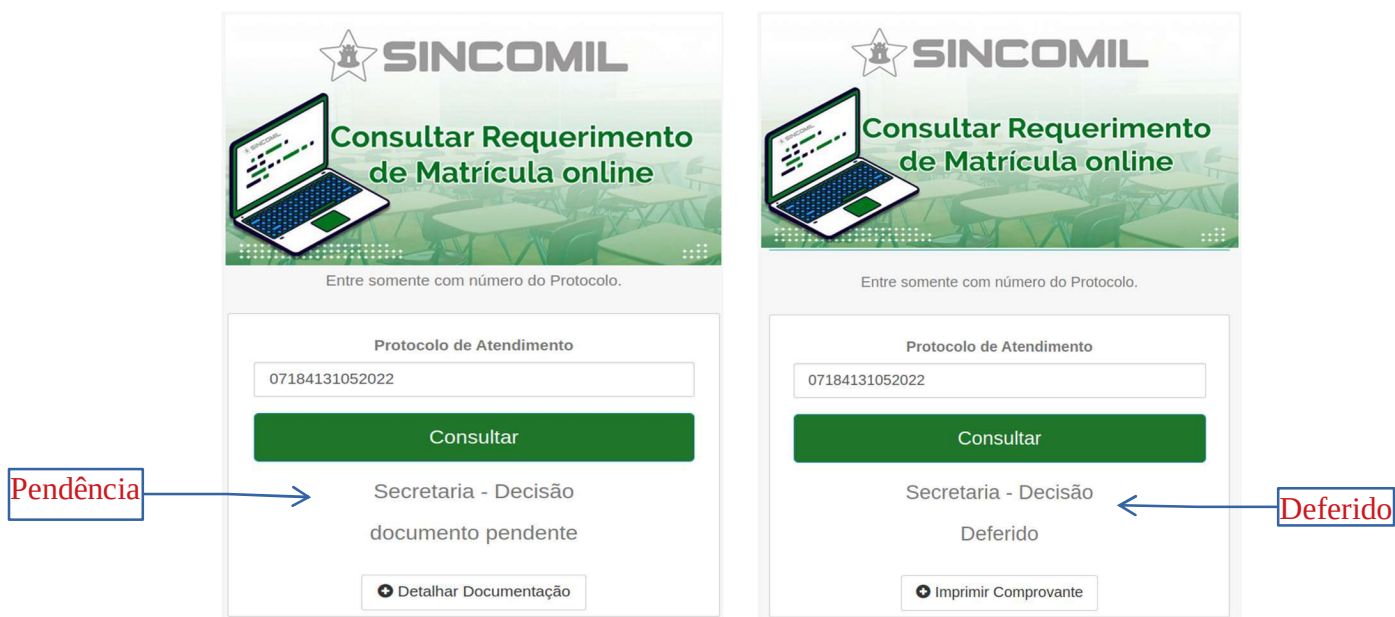 SINCOMIL
Consultar Requerimento
de Matrícula online
Entre somente com número do Protocolo.
Protocolo de Atendimento
07184131052022
Consultar
Secretaria - Decisão
documento pendente
Detalhar Documentação
Pendência
SINCOMIL
Consultar Requerimento
de Matrícula online
Entre somente com número do Protocolo.
Protocolo de Atendimento
07184131052022
Consultar
Secretaria - Decisão
Deferido
Imprimir Comprovante
Deferido